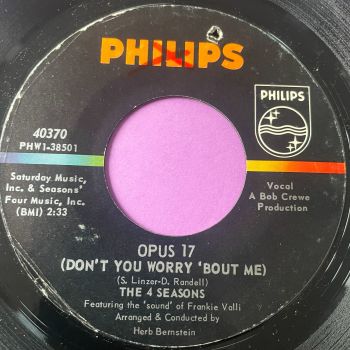 PHILIPS
PHILIPS
40370
PHW1-38501
Saturday Music,
Inc. & Seasons'
Four Music, Inc.
(BMI) 2:33
Vocal
A Bob Crewe
Production
OPUS 17
(DON'T YOU WORRY 'BOUT ME)
(S. Linzer-D. Randell)
THE 4 SEASONS
Featuring the 'sound' of Frankie Valli
Arranged & Conducted by
Herb Bernstein